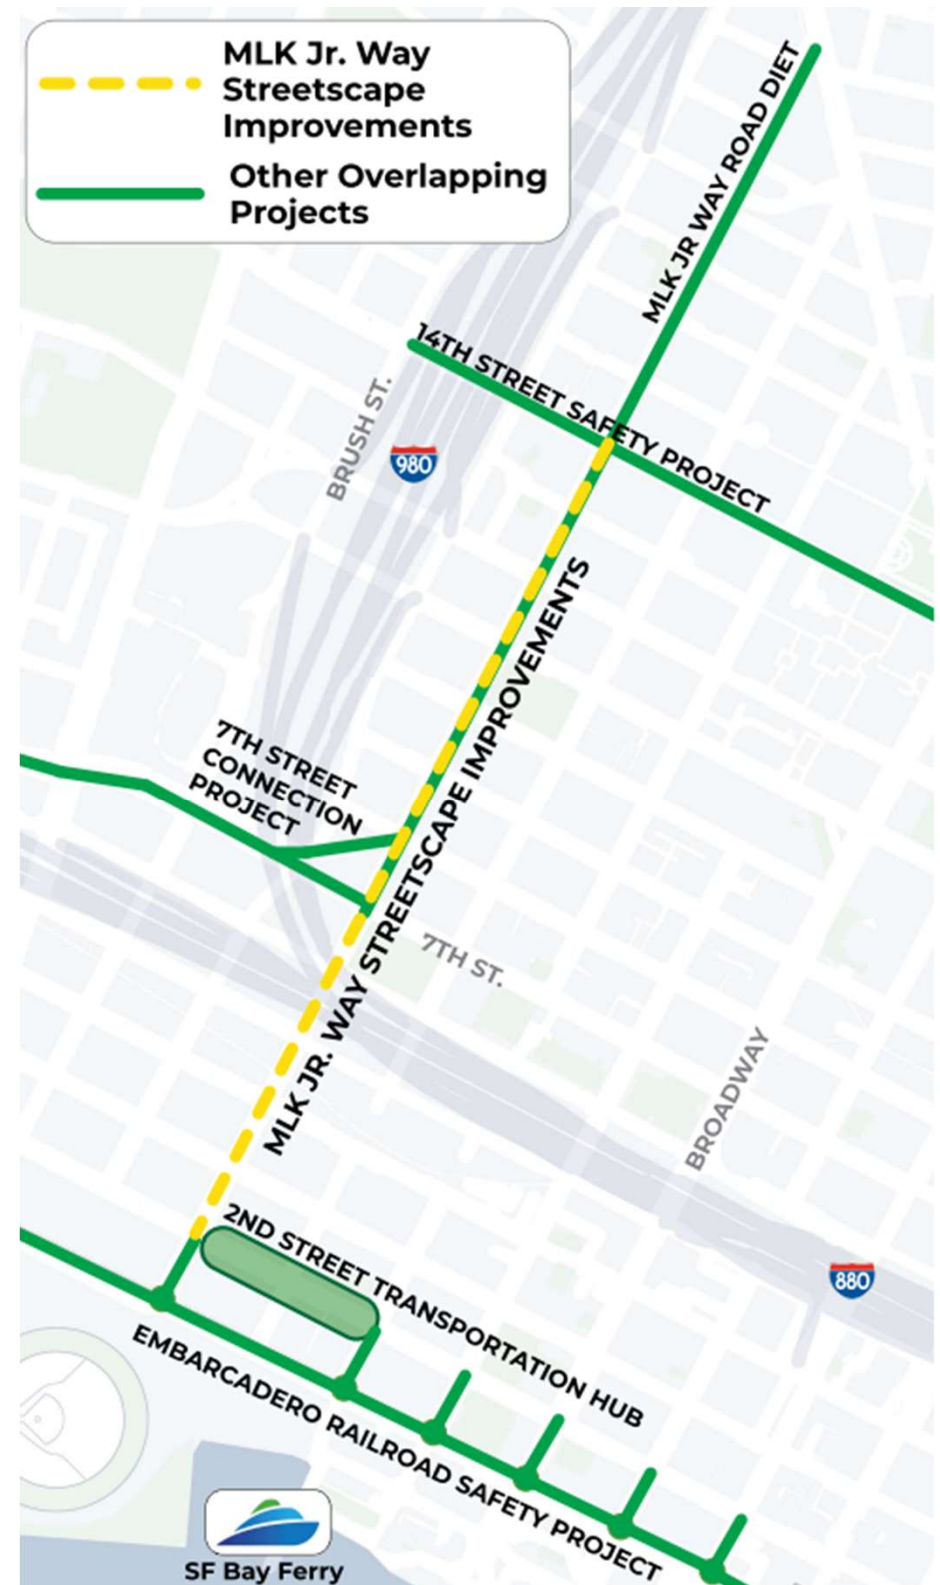 MLK Jr. Way
Streetscape
Improvements
Other Overlapping
Projects
MLK JR WAY ROAD DIET
14TH STREET SAFETY PROJECT
BRUSH ST.
980
MLK JR. WAY STREETSCAPE IMPROVEMENTS
7TH STREET
CONNECTION
PROJECT
7TH ST.
BROADWAY
2ND STREET TRANSPORTATION HUB
880
EMBARCADERO RAILROAD SAFETY PROJECT
SF Bay Ferry